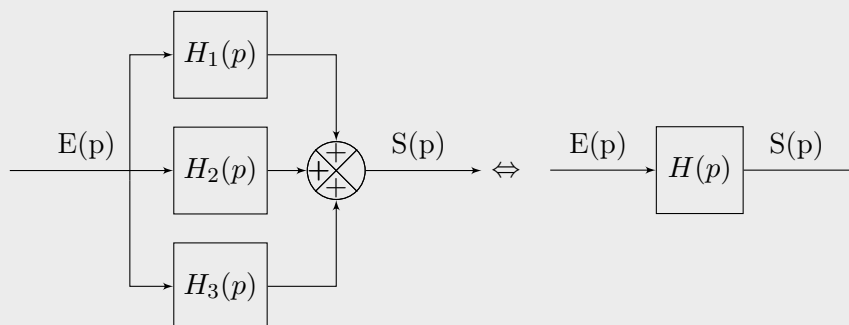 H₁(p)
E(p)
H₂(p)
+
+
+
S(p)
⇔
E(p)
H(p)
S(p)
H₃(p)